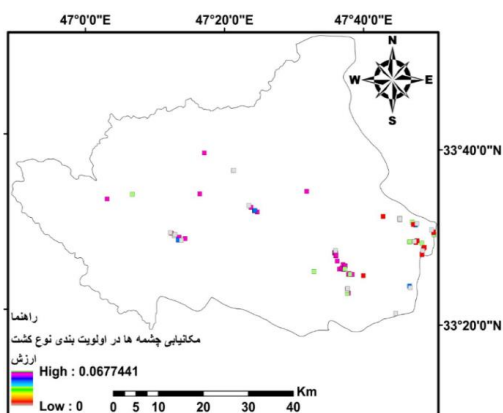 47°0'0"E 47°20'0"E 47°40'0"E
N
W E
S
33°40'0"N
33°20'0"N
راهنما
مکانیابی چشمه ها در اولویت بندی نوع کشت
ارزش
High : 0.0677441
Low : 0
Km
0 5 10 20 30 40